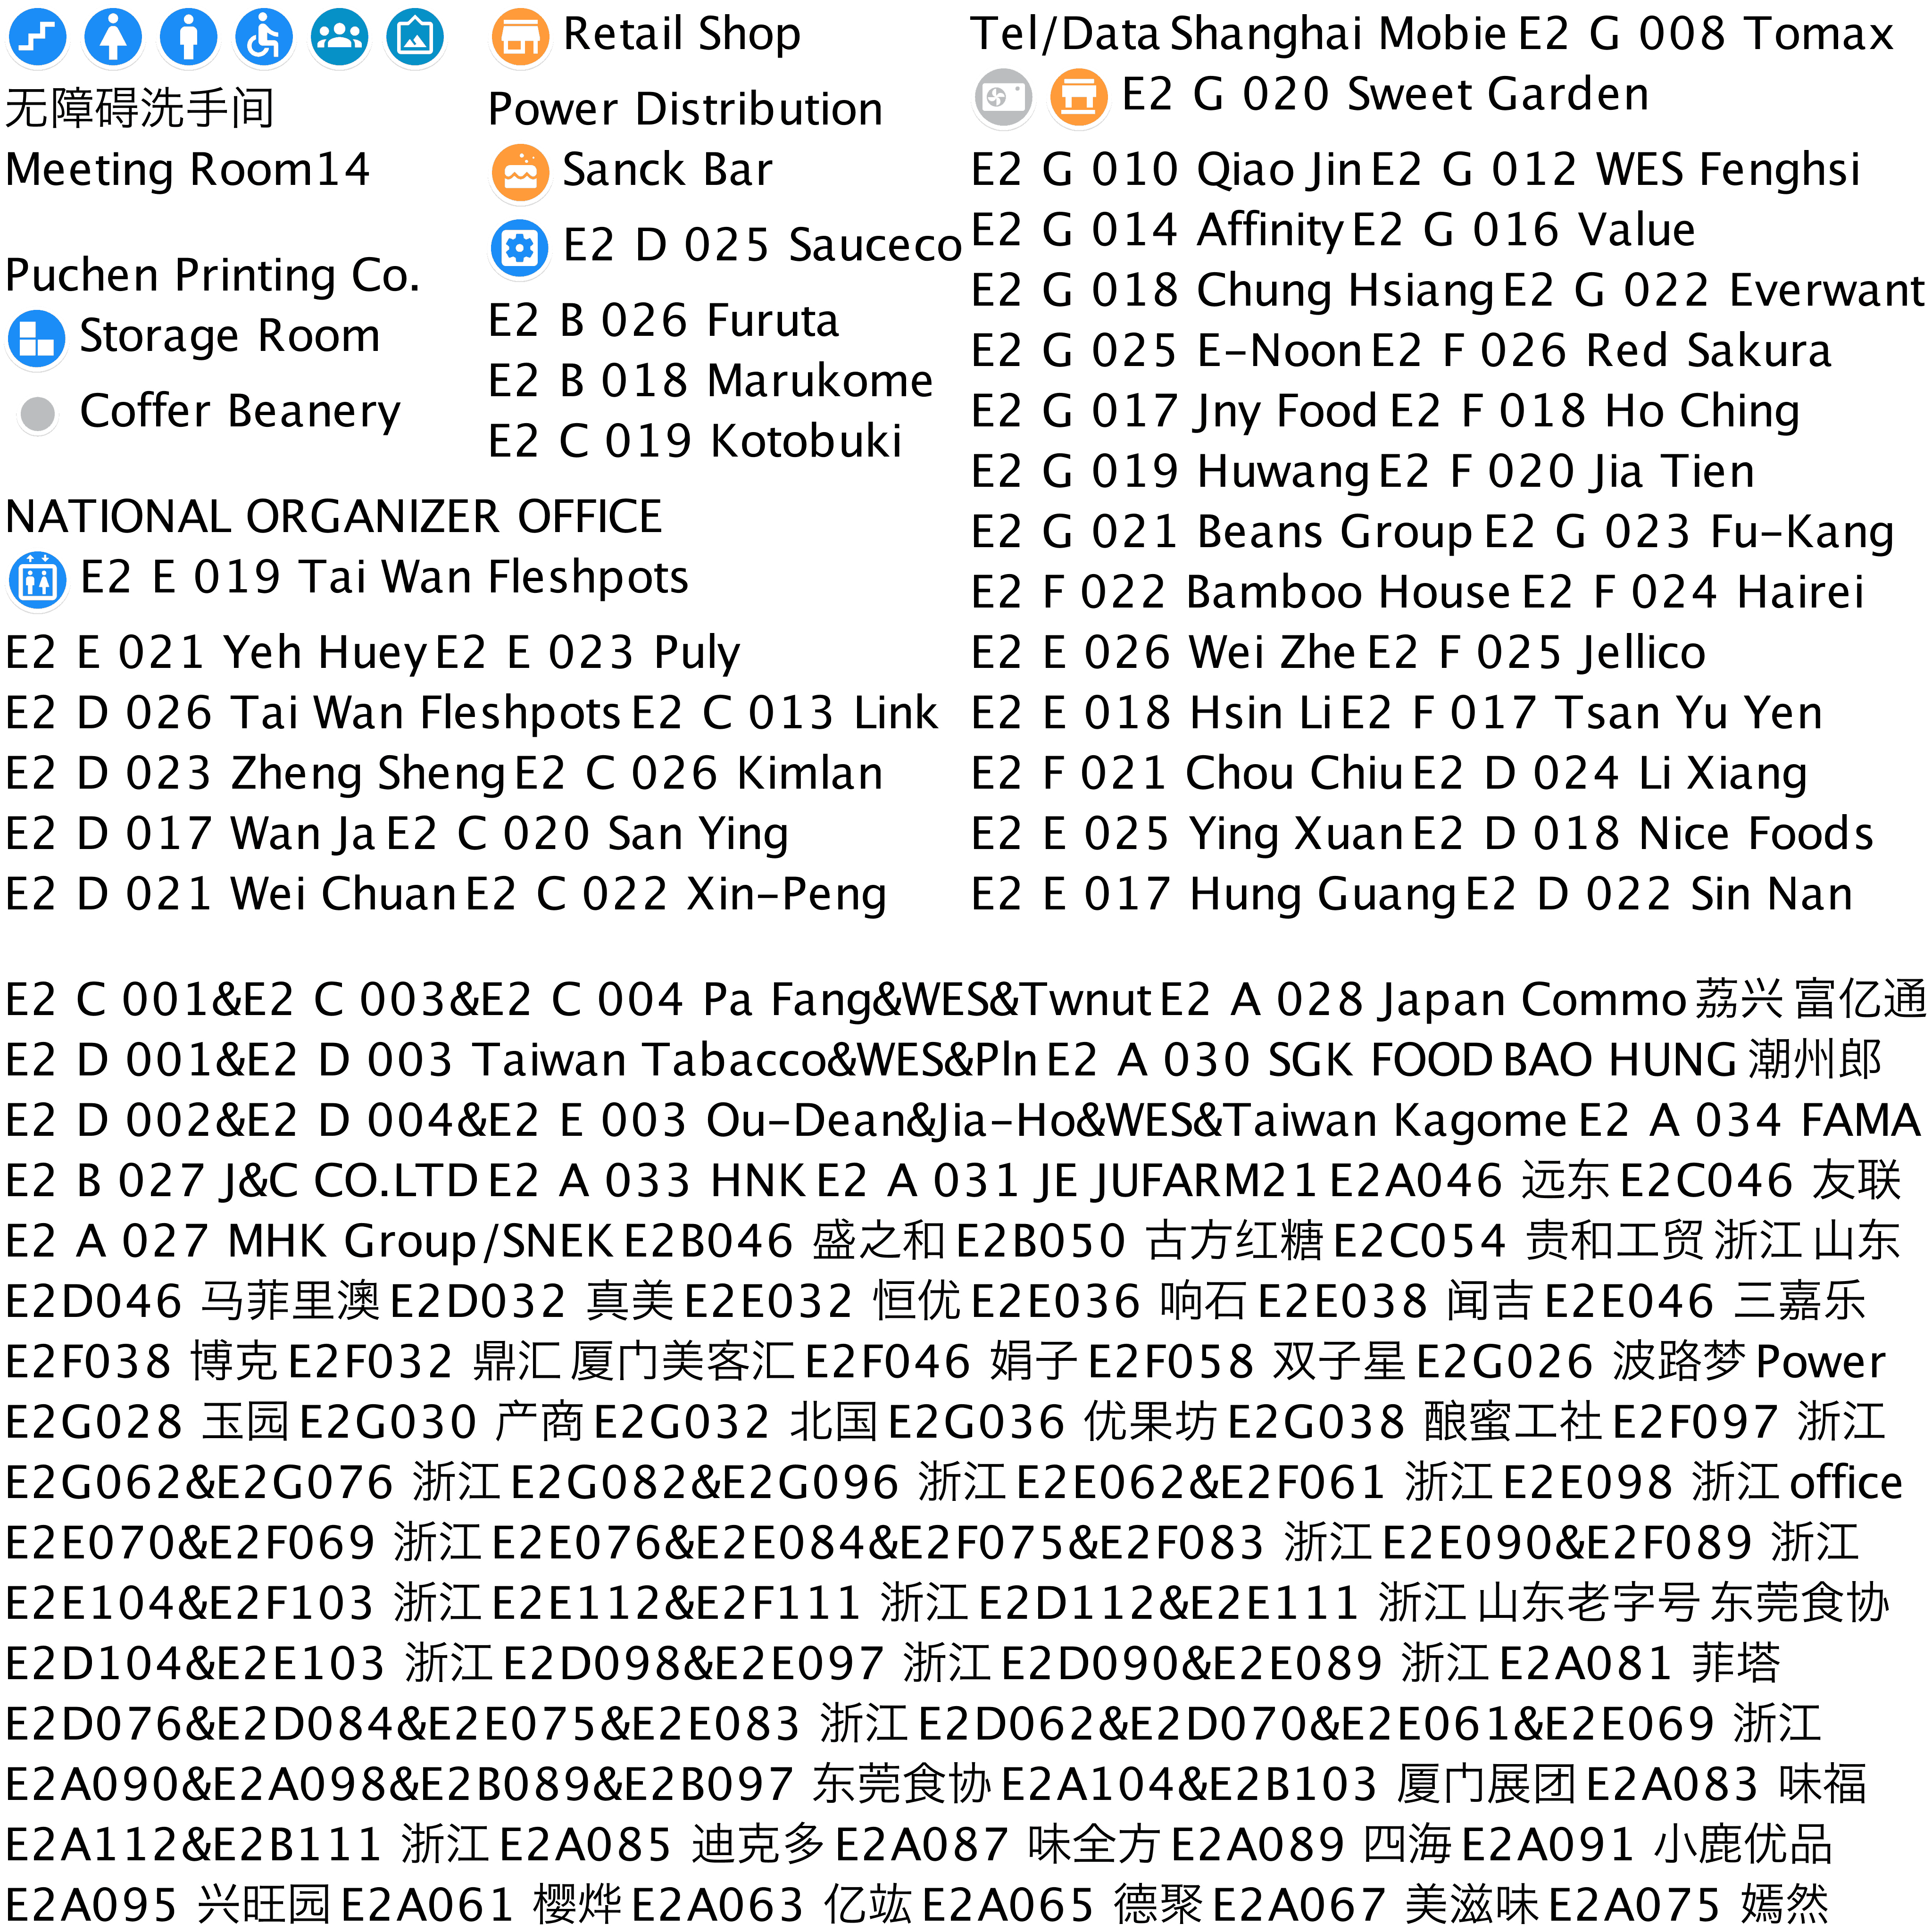 Retail Shop
无障碍洗手间
Power Distribution
Meeting Room14
Sanck Bar
Puchen Printing Co.
E2 D 025 Sauceco
Storage Room
E2 B 026 Furuta
Coffer Beanery
E2 B 018 Marukome
E2 C 019 Kotobuki
NATIONAL ORGANIZER OFFICE
E2 E 019 Tai Wan Fleshpots
E2 E 021 Yeh Huey E2 E 023 Puly
E2 D 026 Tai Wan Fleshpots E2 C 013 Link
E2 D 023 Zheng Sheng E2 C 026 Kimlan
E2 D 017 Wan Ja E2 C 020 San Ying
E2 D 021 Wei Chuan E2 C 022 Xin-Peng
Tel/Data Shanghai Mobie E2 G 008 Tomax
E2 G 020 Sweet Garden
E2 G 010 Qiao Jin E2 G 012 WES Fenghsi
E2 G 014 Affinity E2 G 016 Value
E2 G 018 Chung Hsiang E2 G 022 Everwant
E2 G 025 E-Noon E2 F 026 Red Sakura
E2 G 017 Jny Food E2 F 018 Ho Ching
E2 G 019 Huwang E2 F 020 Jia Tien
E2 G 021 Beans Group E2 G 023 Fu-Kang
E2 F 022 Bamboo House E2 F 024 Hairei
E2 E 026 Wei Zhe E2 F 025 Jellico
E2 E 018 Hsin Li E2 F 017 Tsan Yu Yen
E2 F 021 Chou Chiu E2 D 024 Li Xiang
E2 E 025 Ying Xuan E2 D 018 Nice Foods
E2 E 017 Hung Guang E2 D 022 Sin Nan
E2 C 001&E2 C 003&E2 C 004 Pa Fang&WES&Twnut E2 A 028 Japan Commo 荔兴 富亿通
E2 D 001&E2 D 003 Taiwan Tabacco&WES&Pln E2 A 030 SGK FOOD BAO HUNG 潮州郎
E2 D 002&E2 D 004&E2 E 003 Ou-Dean&Jia-Ho&WES&Taiwan Kagome E2 A 034 FAMA
E2 B 027 J&C CO.LTD E2 A 033 HNK E2 A 031 JE JUFARM21 E2A046 远东 E2C046 友联
E2 A 027 MHK Group/SNEK E2B046 盛之和 E2B050 古方红糖 E2C054 贵和工贸 浙江 山东
E2D046 马菲里澳 E2D032 真美 E2E032 恒优 E2E036 响石 E2E038 闻吉 E2E046 三嘉乐
E2F038 博克 E2F032 鼎汇 厦门美客汇 E2F046 娟子 E2F058 双子星 E2G026 波路梦 Power
E2G028 玉园 E2G030 产商 E2G032 北国 E2G036 优果坊 E2G038 酿蜜工社 E2F097 浙江
E2G062&E2G076 浙江 E2G082&E2G096 浙江 E2E062&E2F061 浙江 E2E098 浙江 office
E2E070&E2F069 浙江 E2E076&E2E084&E2F075&E2F083 浙江 E2E090&E2F089 浙江
E2E104&E2F103 浙江 E2E112&E2F111 浙江 E2D112&E2E111 浙江 山东老字号 东莞食协
E2D104&E2E103 浙江 E2D098&E2E097 浙江 E2D090&E2E089 浙江 E2A081 菲塔
E2D076&E2D084&E2E075&E2E083 浙江 E2D062&E2D070&E2E061&E2E069 浙江
E2A090&E2A098&E2B089&E2B097 东莞食协 E2A104&E2B103 厦门展团 E2A083 味福
E2A112&E2B111 浙江 E2A085 迪克多 E2A087 味全方 E2A089 四海 E2A091 小鹿优品
E2A095 兴旺园 E2A061 樱烨 E2A063 亿竑 E2A065 德聚 E2A067 美滋味 E2A075 嫣然